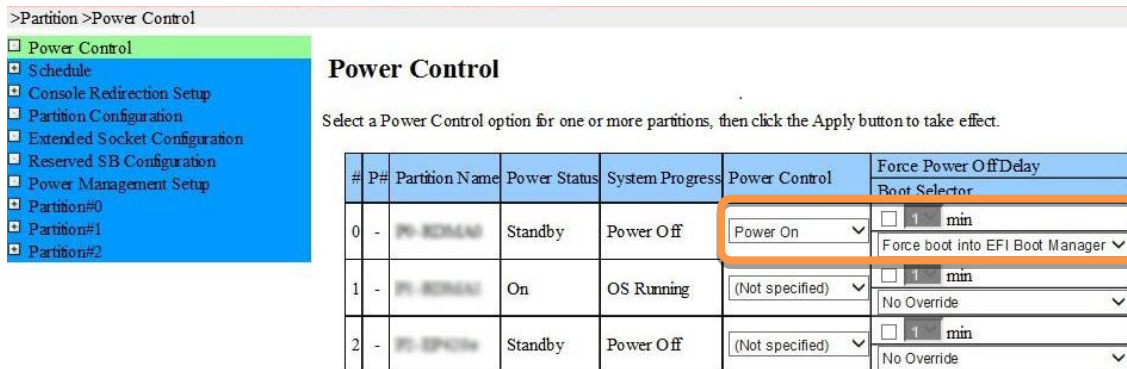 >Partition >Power Control
Power Control
Schedule
Console Redirection Setup
Partition Configuration
Extended Socket Configuration
Reserved SB Configuration
Power Management Setup
Partition#0
Partition#1
Partition#2
Power Control
Select a Power Control option for one or more partitions, then click the Apply button to take effect.
# P# Partition Name Power Status System Progress Power Control Force Power Off Delay
Boot Selector
0 - Standby Power Off Power On 1 min
Force boot into EFI Boot Manager
1 - On OS Running (Not specified) 1 min
No Override
2 - Standby Power Off (Not specified) 1 min
No Override